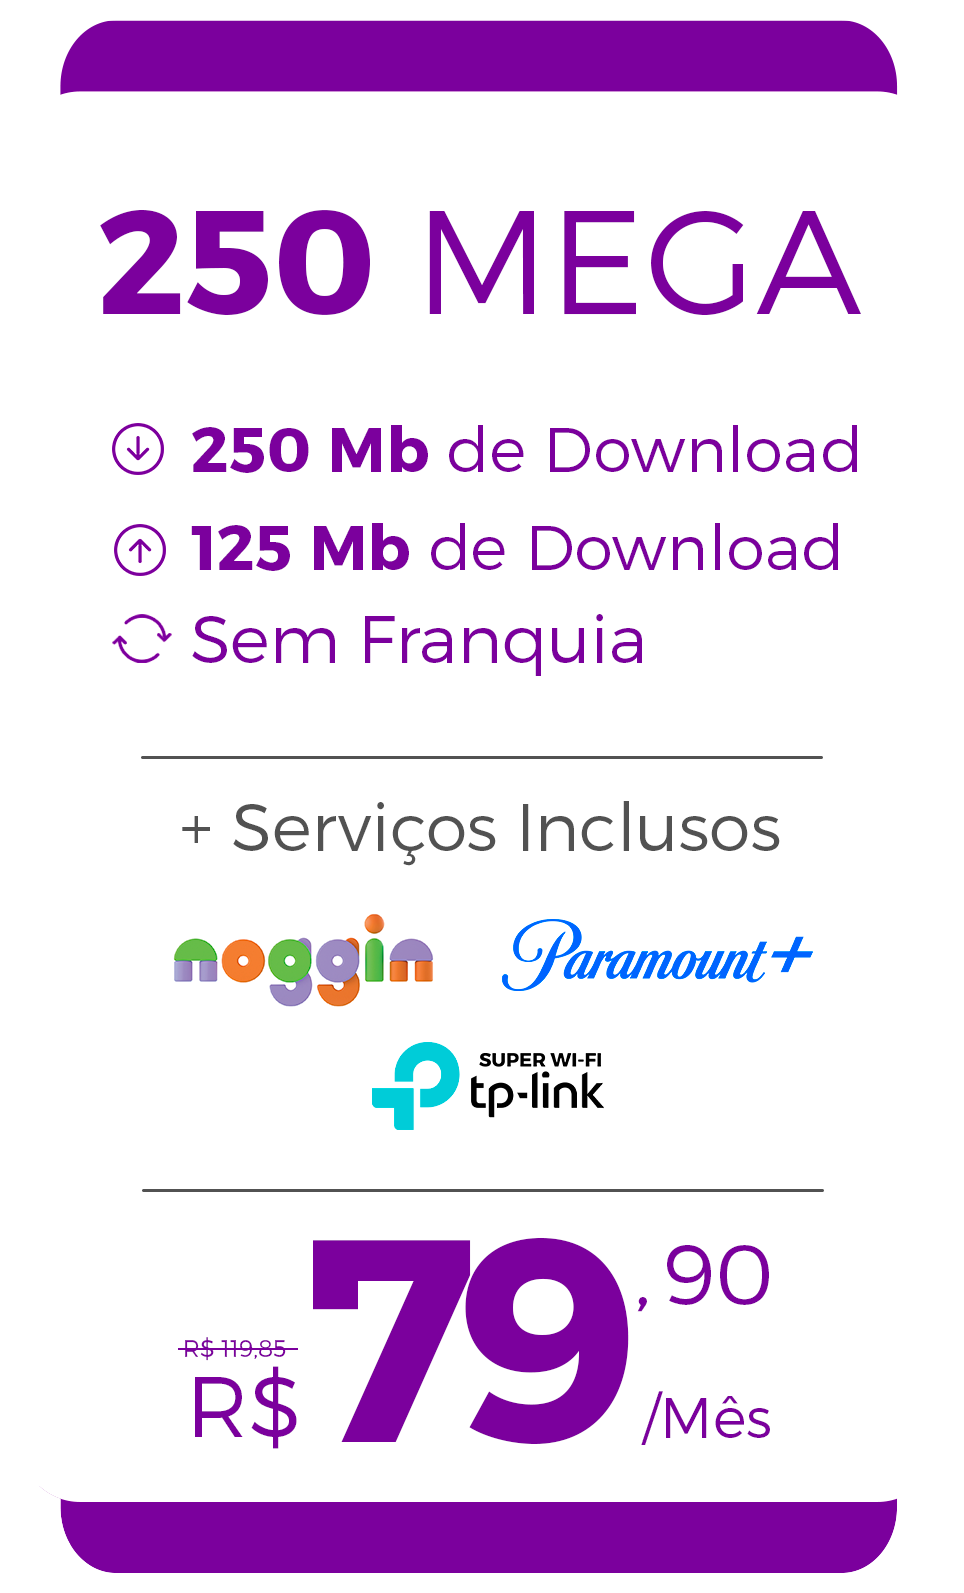 250 MEGA
250 Mb de Download
125 Mb de Download
Sem Franquia
+ Serviços Inclusos
noggin
Paramount+
SUPER WI-FI
tp-link
R$ 119,85
R$ 79,90 /Mês